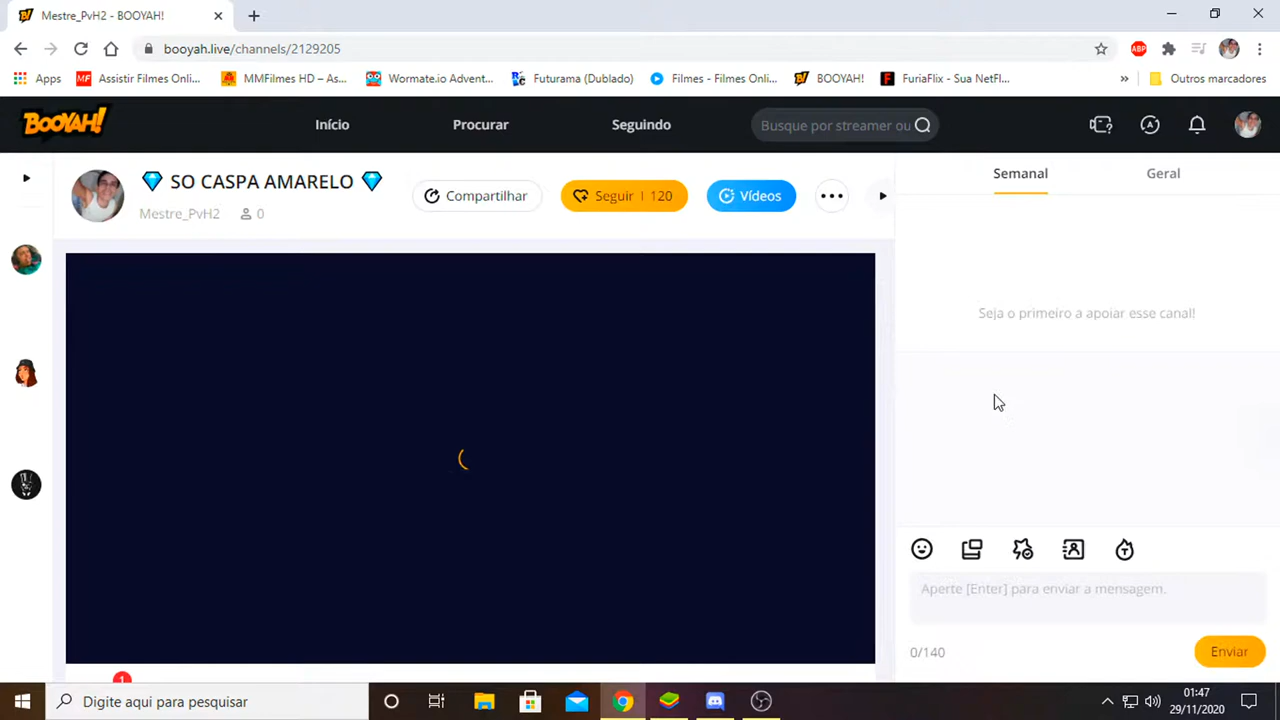 Mestre_PvH2 - BOOYAH!
booyah.live/channels/2129205
ABP
Apps
MF Assistir Filmes Onli...
MMFilmes HD – As...
Wormate.io Advent...
Futurama (Dublado)
Filmes - Filmes Onli...
BOOYAH!
F FuriaFlix - Sua NetFl...
»
Outros marcadores
BOOYAH!
Início
Procurar
Seguindo
Busque por streamer ou
SO CASPA AMARELO
Mestre_PvH2
0
Compartilhar
Seguir | 120
Vídeos
Semanal
Geral
Seja o primeiro a apoiar esse canal!
Aperte [Enter] para enviar a mensagem.
0/140
Enviar
1
Digite aqui para pesquisar
01:47
29/11/2020